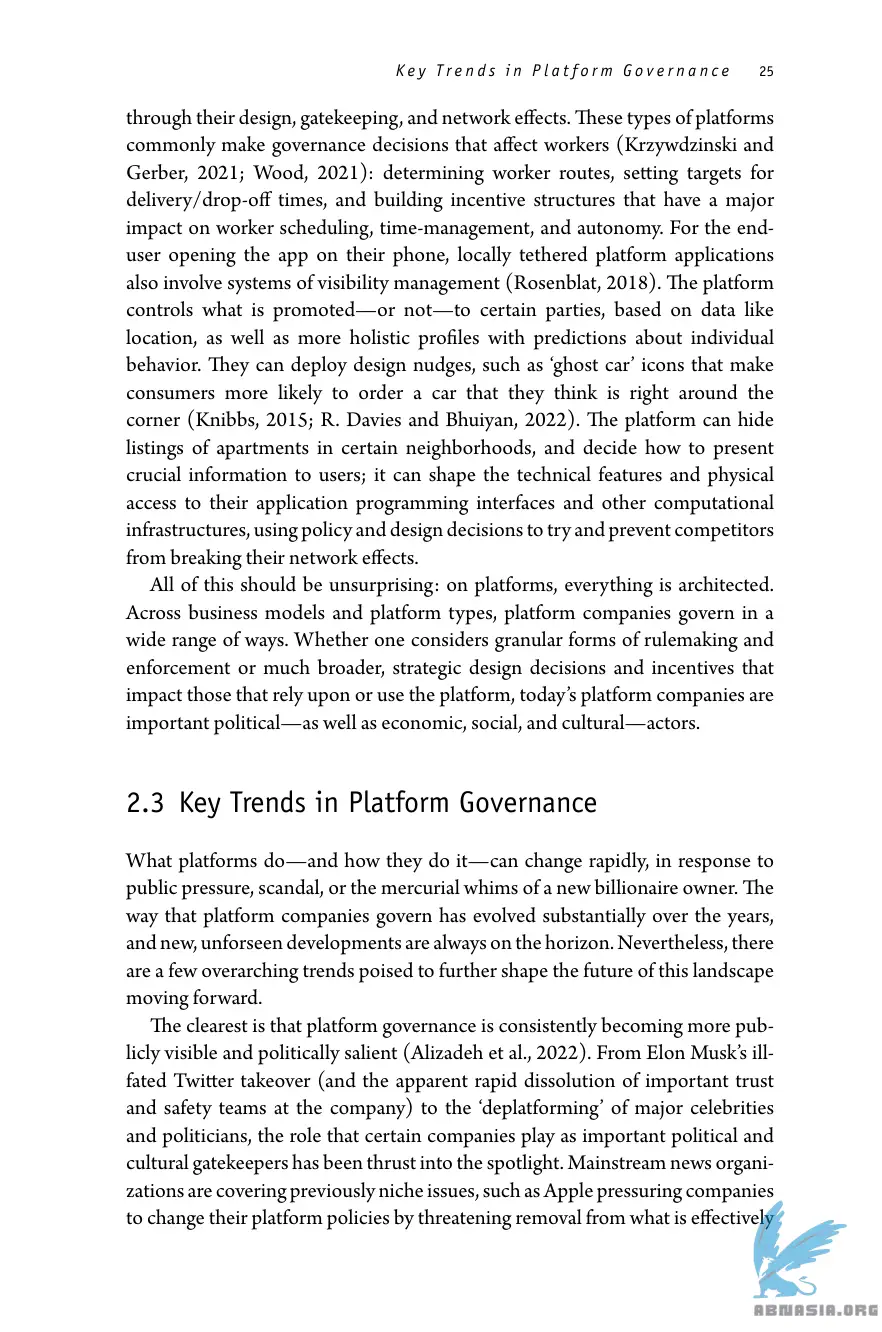 Key Trends in Platform Governance 25
through their design, gatekeeping, and network effects. These types of platforms
commonly make governance decisions that affect workers (Krzywdzinski and
Gerber, 2021; Wood, 2021): determining worker routes, setting targets for
delivery/drop-off times, and building incentive structures that have a major
impact on worker scheduling, time-management, and autonomy. For the end-
user opening the app on their phone, locally tethered platform applications
also involve systems of visibility management (Rosenblat, 2018). The platform
controls what is promoted—or not—to certain parties, based on data like
location, as well as more holistic profiles with predictions about individual
behavior. They can deploy design nudges, such as ‘ghost car’ icons that make
consumers more likely to order a car that they think is right around the
corner (Knibbs, 2015; R. Davies and Bhuiyan, 2022). The platform can hide
listings of apartments in certain neighborhoods, and decide how to present
crucial information to users; it can shape the technical features and physical
access to their application programming interfaces and other computational
infrastructures, using policy and design decisions to try and prevent competitors
from breaking their network effects.
All of this should be unsurprising: on platforms, everything is architected.
Across business models and platform types, platform companies govern in a
wide range of ways. Whether one considers granular forms of rulemaking and
enforcement or much broader, strategic design decisions and incentives that
impact those that rely upon or use the platform, today’s platform companies are
important political—as well as economic, social, and cultural—actors.
2.3 Key Trends in Platform Governance
What platforms do—and how they do it—can change rapidly, in response to
public pressure, scandal, or the mercurial whims of a new billionaire owner. The
way that platform companies govern has evolved substantially over the years,
and new, unforseen developments are always on the horizon. Nevertheless, there
are a few overarching trends poised to further shape the future of this landscape
moving forward.
The clearest is that platform governance is consistently becoming more pub-
licly visible and politically salient (Alizadeh et al., 2022). From Elon Musk’s ill-
fated Twitter takeover (and the apparent rapid dissolution of important trust
and safety teams at the company) to the ‘deplatforming’ of major celebrities
and politicians, the role that certain companies play as important political and
cultural gatekeepers has been thrust into the spotlight. Mainstream news organi-
zations are covering previously niche issues, such as Apple pressuring companies
to change their platform policies by threatening removal from what is effectively
ABNASIA.ORG